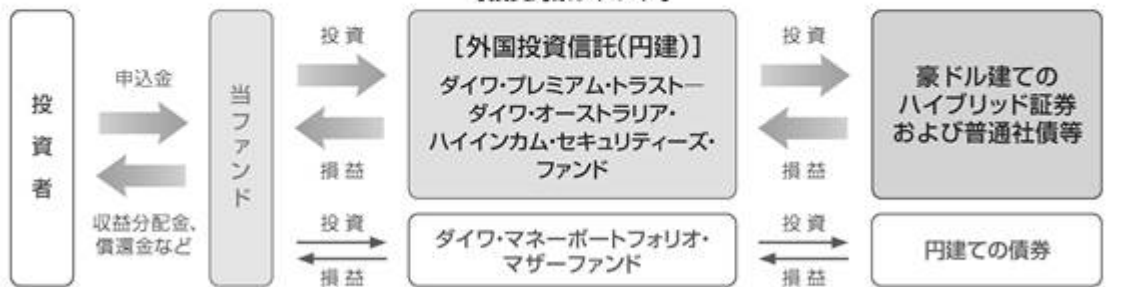 投資者
申込金
収益分配金、
償還金など
当ファンド
投資
損益
投資
損益
[外国投資信託(円建)]
ダイワ・プレミアム・トラスト―
ダイワ・オーストラリア・
ハイインカム・セキュリティーズ・
ファンド
ダイワ・マネーポートフォリオ・
マザーファンド
投資
損益
投資
損益
豪ドル建ての
ハイブリッド証券
および普通社債等
円建ての債券